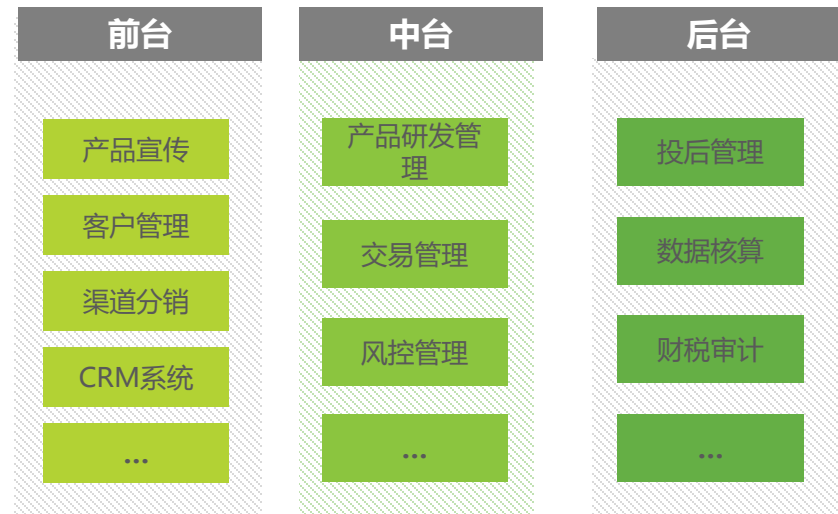 前台
产品宣传
客户管理
渠道分销
CRM系统
...
中台
产品研发管
理
交易管理
风控管理
...
后台
投后管理
数据核算
财税审计
...